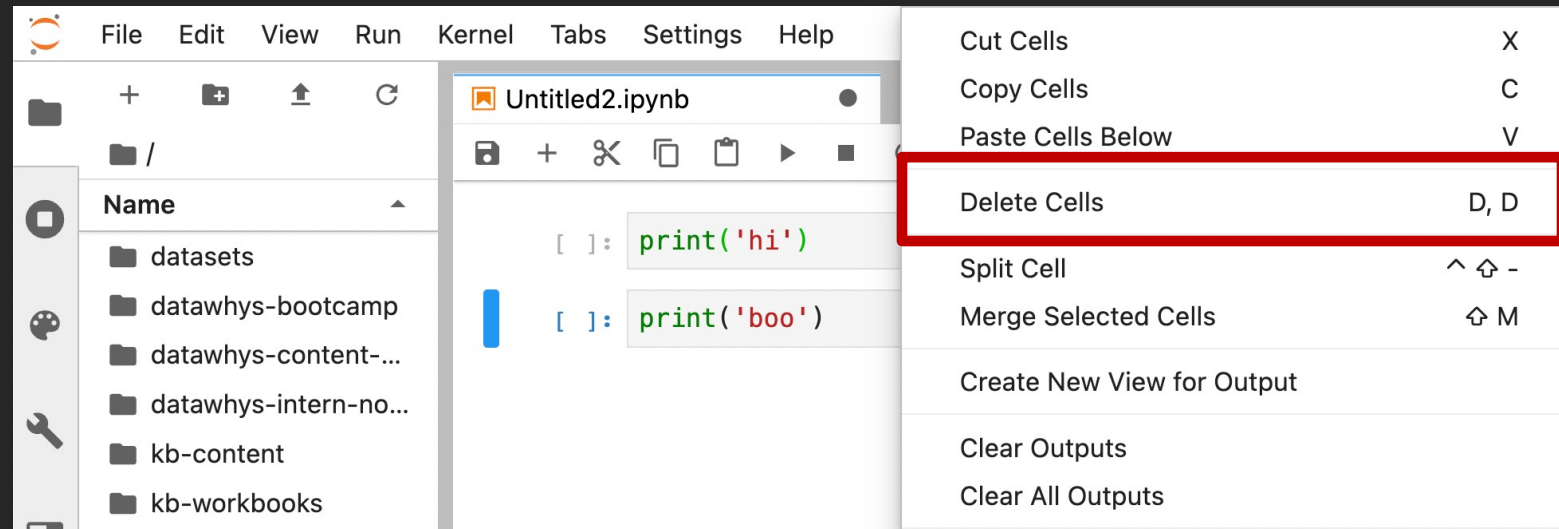 File Edit View Run Kernel Tabs Settings Help
/
Name
datasets
datawhys-bootcamp
datawhys-content-...
datawhys-intern-no...
kb-content
kb-workbooks
Untitled2.ipynb
[ ]: print('hi')
[ ]: print('boo')
Cut Cells X
Copy Cells C
Paste Cells Below V
Delete Cells D, D
Split Cell ^ ⇧ -
Merge Selected Cells ⇧ M
Create New View for Output
Clear Outputs
Clear All Outputs